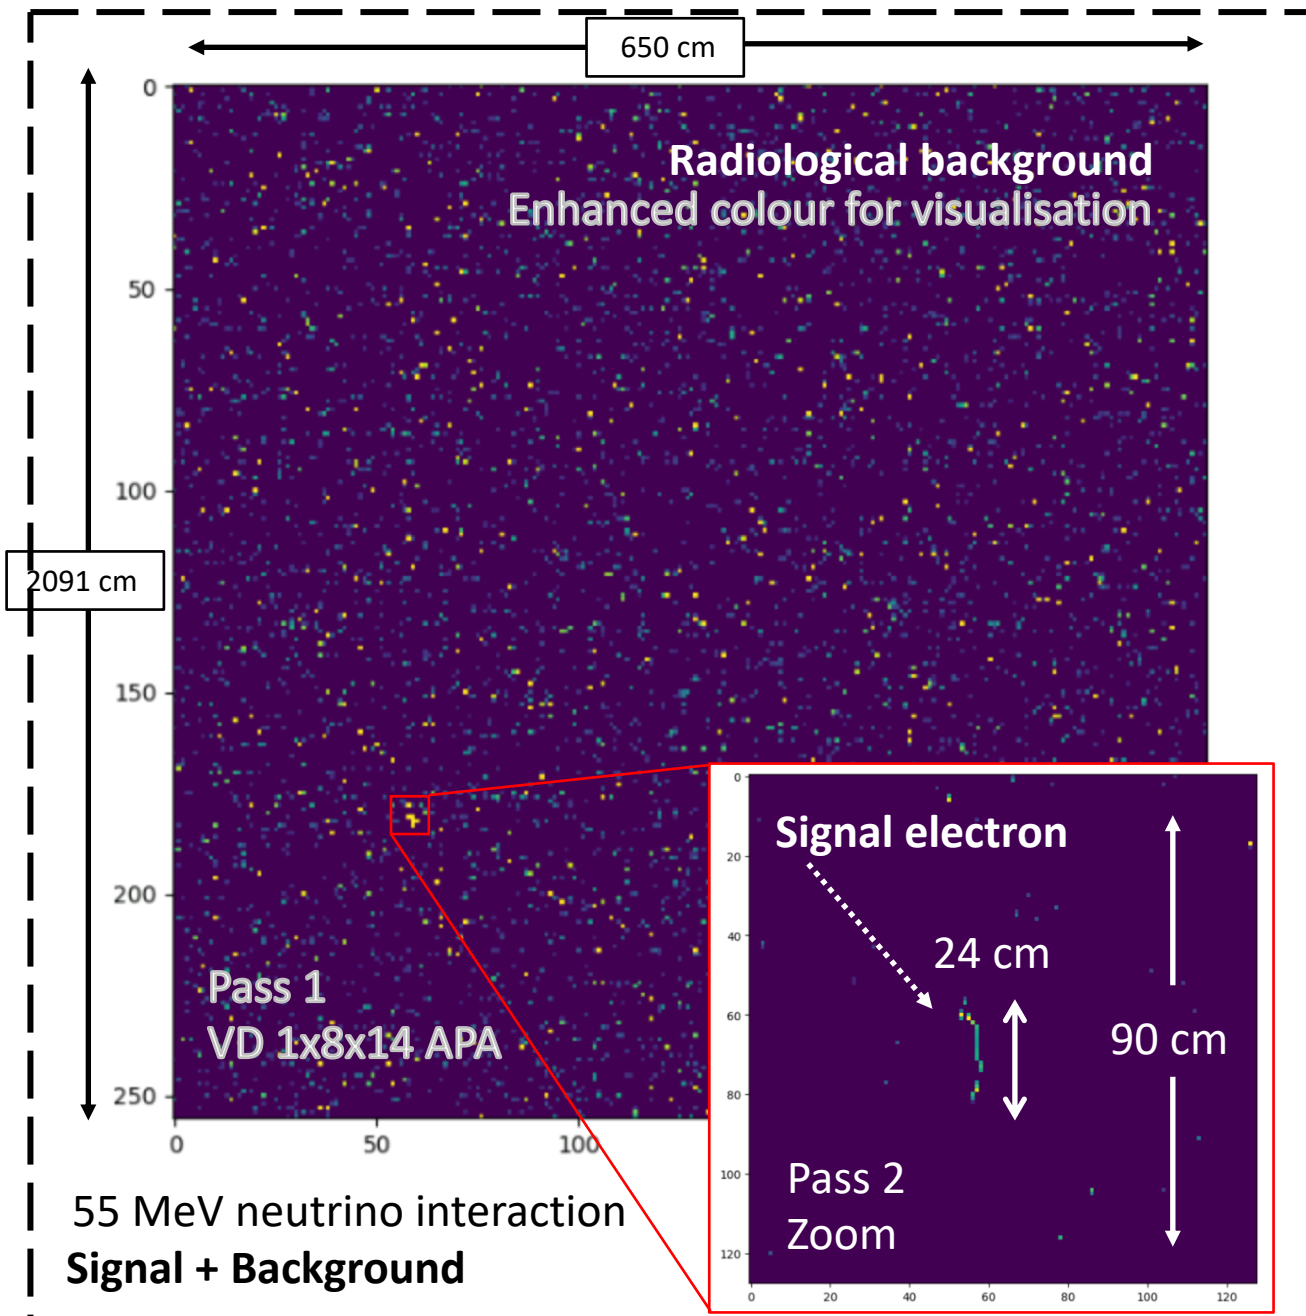 650 cm
0
Radiological background
Enhanced colour for visualisation
50
100
2091 cm
150
200
250
Pass 1
VD 1x8x14 APA
0
50
100
0
20
40
60
80
100
120
Signal electron
24 cm
90 cm
Pass 2
Zoom
0
20
40
60
80
100
120
55 MeV neutrino interaction
Signal + Background